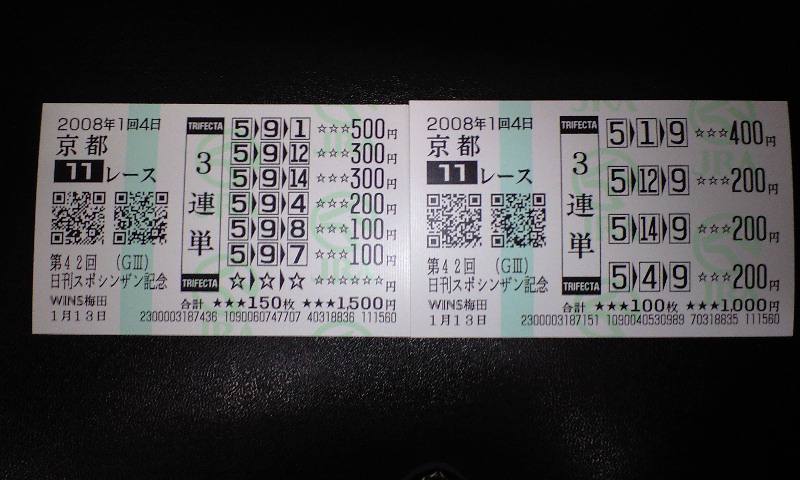 2008年1回4日
京都
11レース
第42回 (GⅢ)
日刊スポシンザン記念
WINS梅田
1月13日
TRIFECTA
3連単
TRIFECTA
5▶9▶1 ☆☆☆500円
5▶9▶12 ☆☆☆300円
5▶9▶14 ☆☆☆300円
5▶9▶4 ☆☆☆200円
5▶9▶8 ☆☆☆100円
5▶9▶7 ☆☆☆100円
☆▶☆▶☆ ☆☆☆☆☆☆円
合計 ★★★150枚 ★★★1,500円
2300003187436 1090060747707 40318836 111560
JRA
2008年1回4日
京都
11レース
第42回 (GⅢ)
日刊スポシンザン記念
WINS梅田
1月13日
TRIFECTA
3連単
TRIFECTA
5▶1▶9 ☆☆☆400円
5▶12▶9 ☆☆☆200円
5▶14▶9 ☆☆☆200円
5▶4▶9 ☆☆☆200円
合計 ★★★100枚 ★★★1,000円
2300003187151 1090040530989 70318835 111560
JRA
JRA